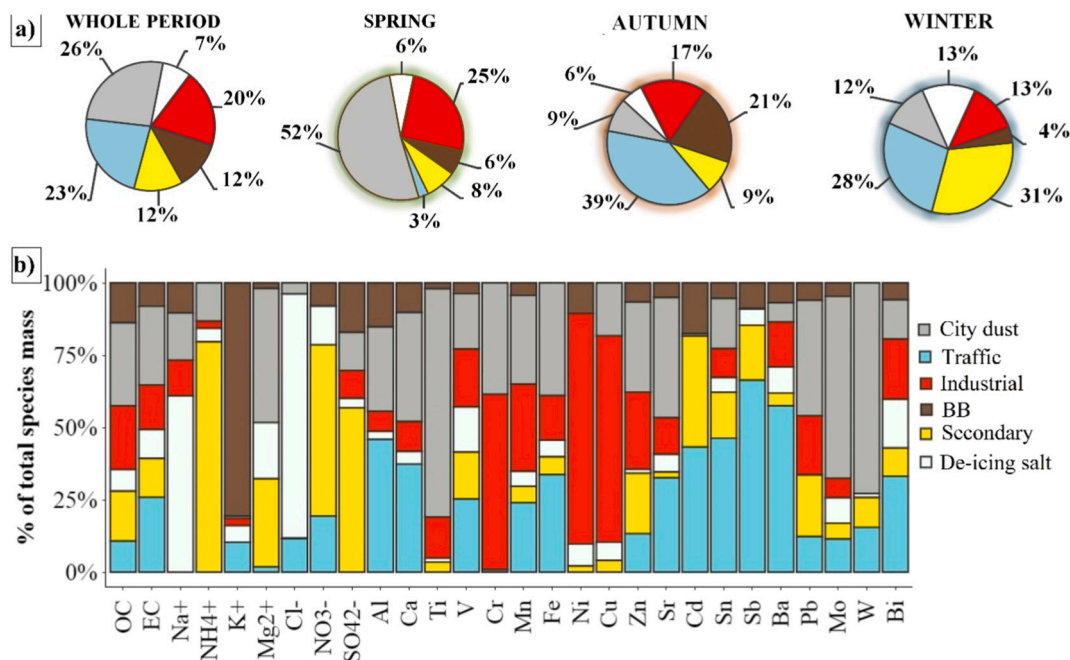 a)
WHOLE PERIOD
SPRING
AUTUMN
WINTER
26%
7%
20%
12%
12%
23%
6%
25%
6%
8%
3%
52%
6%
17%
21%
9%
39%
9%
12%
13%
13%
4%
31%
28%
b)
% of total species mass
100%
75%
50%
25%
0%
City dust
Traffic
Industrial
BB
Secondary
De-icing salt
OC
EC
Na+
NH4+
K+
Mg2+
Cl-
NO3-
SO42-
Al
Ca
Ti
V
Cr
Mn
Fe
Ni
Cu
Zn
Sr
Cd
Sn
Sb
Ba
Pb
Mo
W
Bi